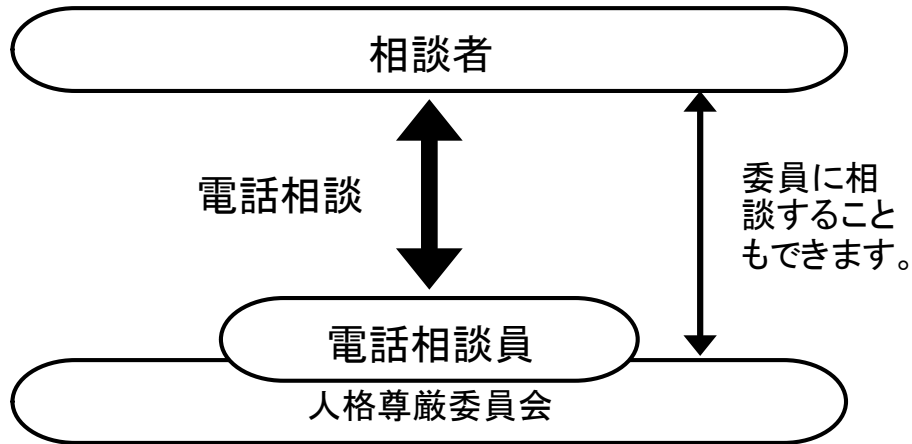 相談者
電話相談
委員に相
談すること
もできます。
電話相談員
人格尊厳委員会